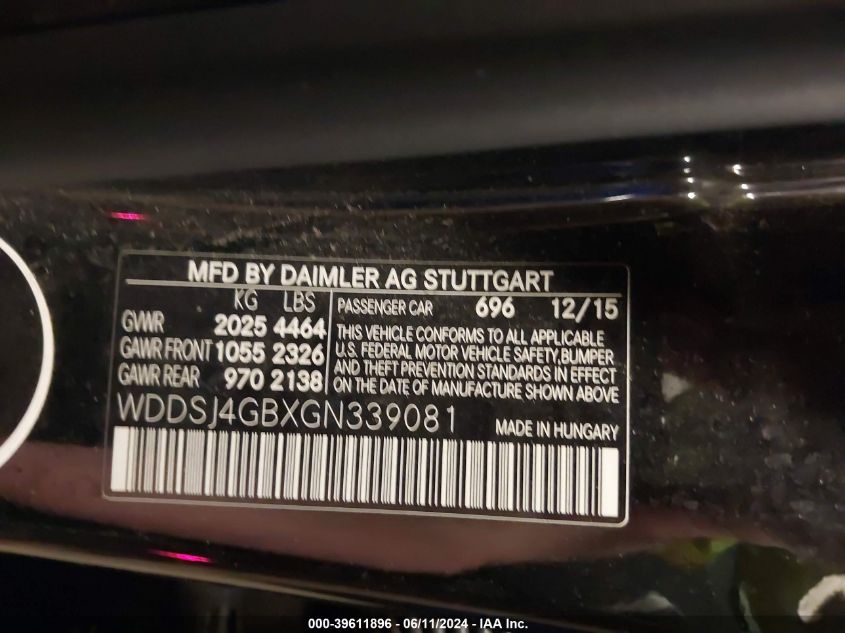 MFD BY DAIMLER AG STUTTGART
KG LBS
GVWR 2025 4464
GAWR FRONT 1055 2326
GAWR REAR 970 2138
PASSENGER CAR 696 12/15
THIS VEHICLE CONFORMS TO ALL APPLICABLE
U.S. FEDERAL MOTOR VEHICLE SAFETY,BUMPER
AND THEFT PREVENTION STANDARDS IN EFFECT
ON THE DATE OF MANUFACTURE SHOWN ABOVE
WDDSJ4GBXGN339081
MADE IN HUNGARY
000-39611896 - 06/11/2024 - IAA Inc.